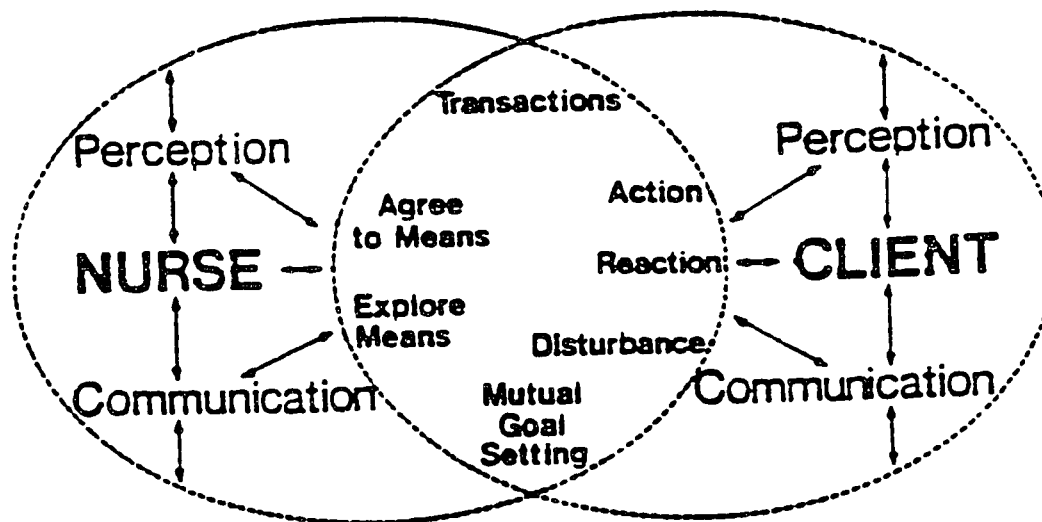 Transactions
Perception
Perception
Action
Agree
to Means
NURSE
Reaction
CLIENT
Explore
Means
Disturbance
Communication
Communication
Mutual
Goal
Setting